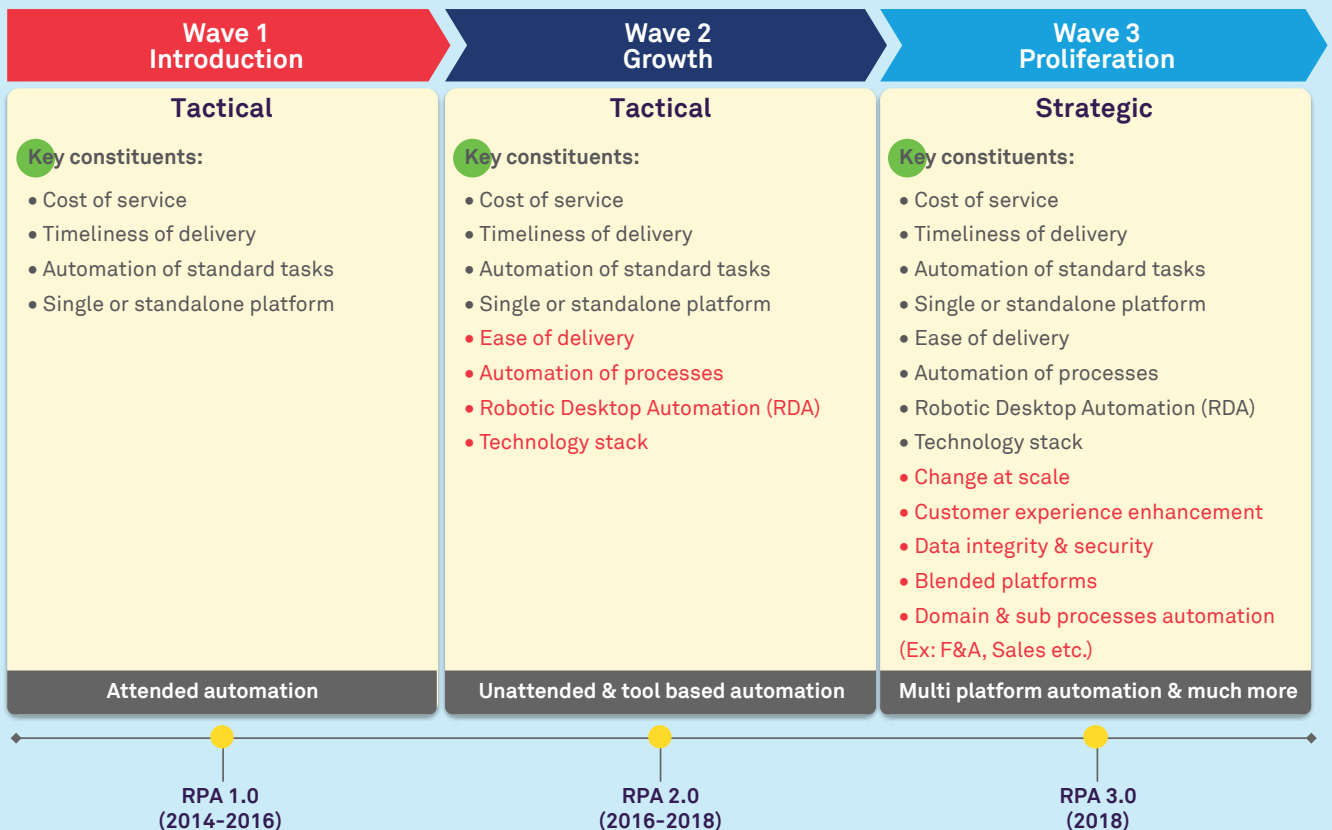 Wave 1
Introduction
Wave 2
Growth
Wave 3
Proliferation
Tactical
Key constituents:
• Cost of service
• Timeliness of delivery
• Automation of standard tasks
• Single or standalone platform
Attended automation
Tactical
Key constituents:
• Cost of service
• Timeliness of delivery
• Automation of standard tasks
• Single or standalone platform
• Ease of delivery
• Automation of processes
• Robotic Desktop Automation (RDA)
• Technology stack
Unattended & tool based automation
Strategic
Key constituents:
• Cost of service
• Timeliness of delivery
• Automation of standard tasks
• Single or standalone platform
• Ease of delivery
• Automation of processes
• Robotic Desktop Automation (RDA)
• Technology stack
• Change at scale
• Customer experience enhancement
• Data integrity & security
• Blended platforms
• Domain & sub processes automation
(Ex: F&A, Sales etc.)
Multi platform automation & much more
RPA 1.0
(2014-2016)
RPA 2.0
(2016-2018)
RPA 3.0
(2018)